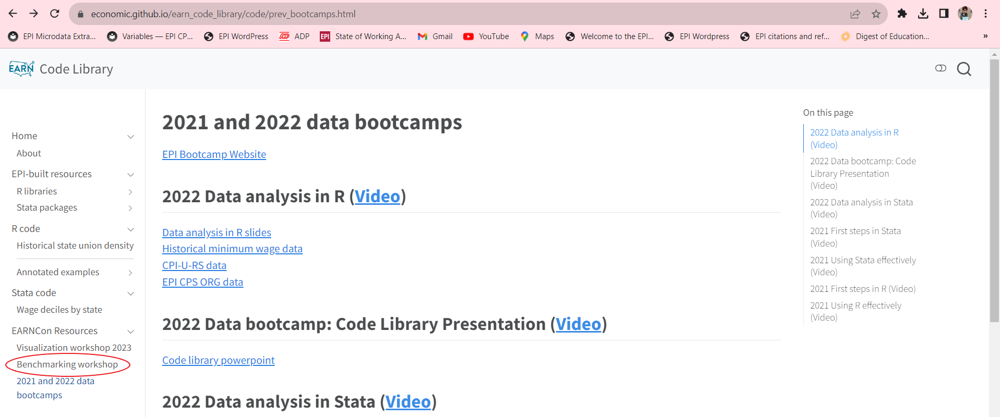 economic.github.io/earn_code_library/code/prev_bootcamps.html
EPI Microdata Extra...
Variables — EPI CP...
EPI WordPress
ADP ADP
EPI State of Working A...
Gmail
YouTube
Maps
Welcome to the EPI...
EPI Wordpress
EPI citations and ref...
Digest of Education...
»
EARN Code Library
Home
About
EPI-built resources
R libraries
Stata packages
R code
Historical state union density
Annotated examples
Stata code
Wage deciles by state
EARNCon Resources
Visualization workshop 2023
Benchmarking workshop
2021 and 2022 data
bootcamps
2021 and 2022 data bootcamps
EPI Bootcamp Website
2022 Data analysis in R (Video)
Data analysis in R slides
Historical minimum wage data
CPI-U-RS data
EPI CPS ORG data
2022 Data bootcamp: Code Library Presentation (Video)
Code library powerpoint
2022 Data analysis in Stata (Video)
On this page
2022 Data analysis in R
(Video)
2022 Data bootcamp: Code
Library Presentation
(Video)
2022 Data analysis in Stata
(Video)
2021 First steps in Stata
(Video)
2021 Using Stata effectively
(Video)
2021 First steps in R (Video)
2021 Using R effectively
(Video)